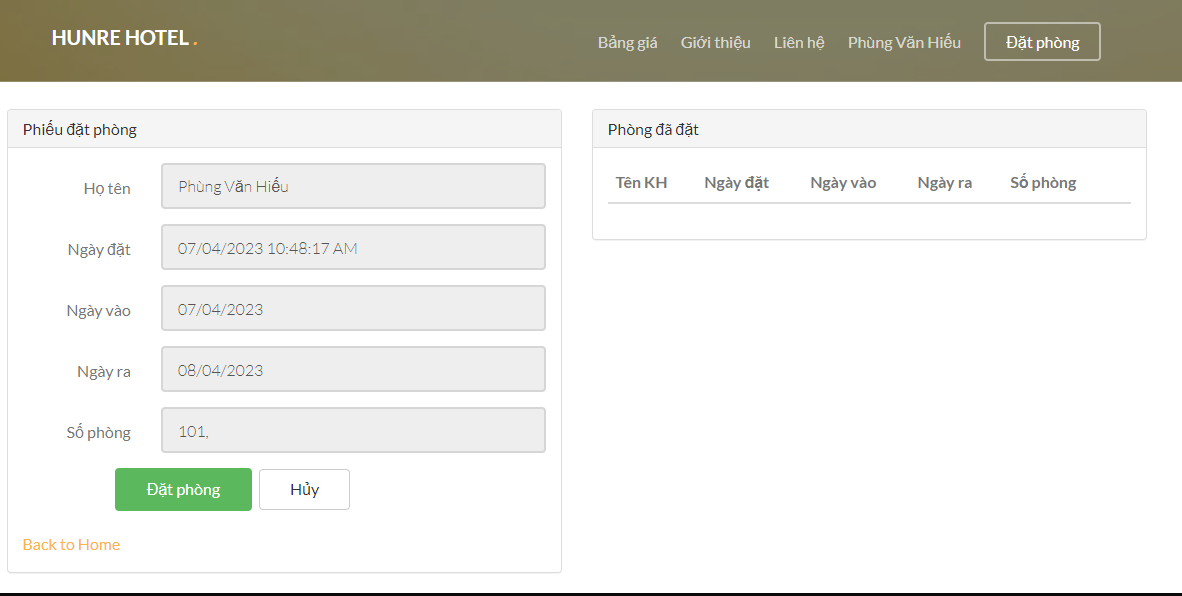 HUNRE HOTEL .
Bảng giá Giới thiệu Liên hệ Phùng Văn Hiếu Đặt phòng
Phiếu đặt phòng
Họ tên Phùng Văn Hiếu
Ngày đặt 07/04/2023 10:48:17 AM
Ngày vào 07/04/2023
Ngày ra 08/04/2023
Số phòng 101,
Đặt phòng Hủy
Back to Home
Phòng đã đặt
Tên KH Ngày đặt Ngày vào Ngày ra Số phòng